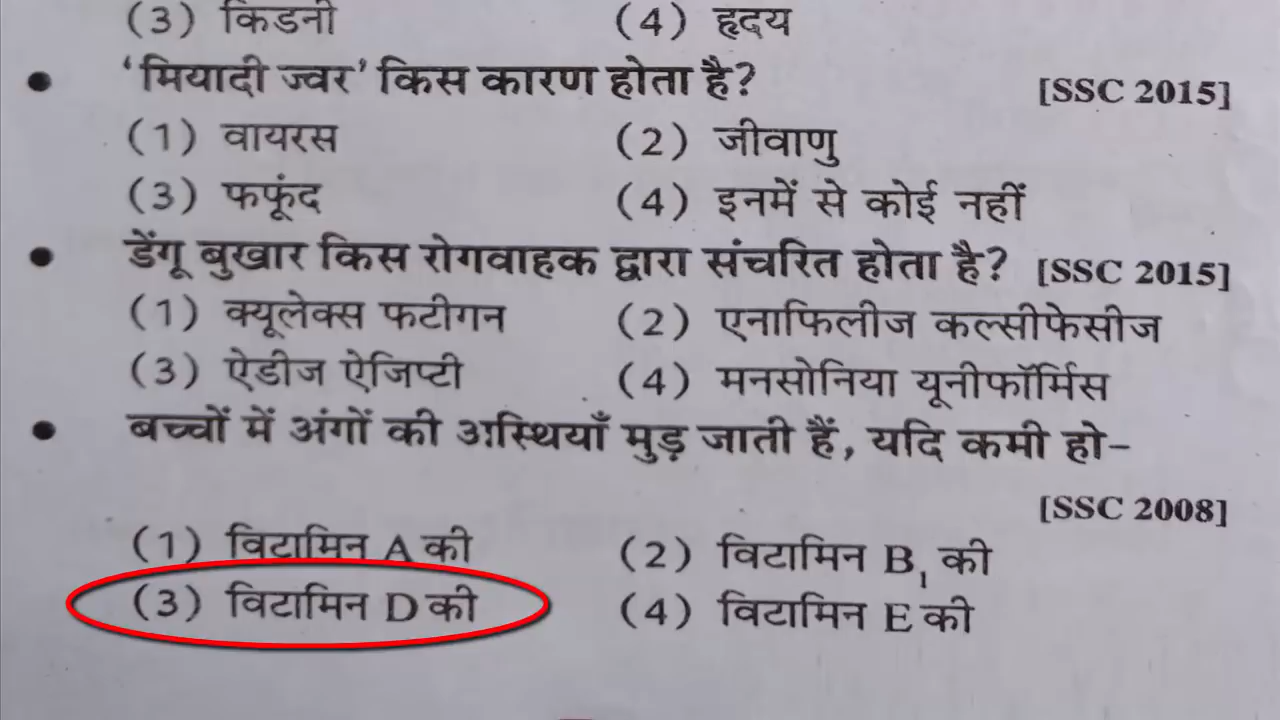 (3) किडनी (4) हृदय
• 'मियादी ज्वर' किस कारण होता है? [SSC 2015]
(1) वायरस (2) जीवाणु
(3) फफूंद (4) इनमें से कोई नहीं
• डेंगू बुखार किस रोगवाहक द्वारा संचरित होता है? [SSC 2015]
(1) क्यूलेक्स फटीगन (2) एनाफिलीज कल्सीफेसीज
(3) ऐडीज ऐजिप्टी (4) मनसोनिया यूनीफॉर्मिस
• बच्चों में अंगों की अस्थियाँ मुड़ जाती हैं, यदि कमी हो-
[SSC 2008]
(1) विटामिन A की (2) विटामिन B₁ की
(3) विटामिन D की (4) विटामिन E की